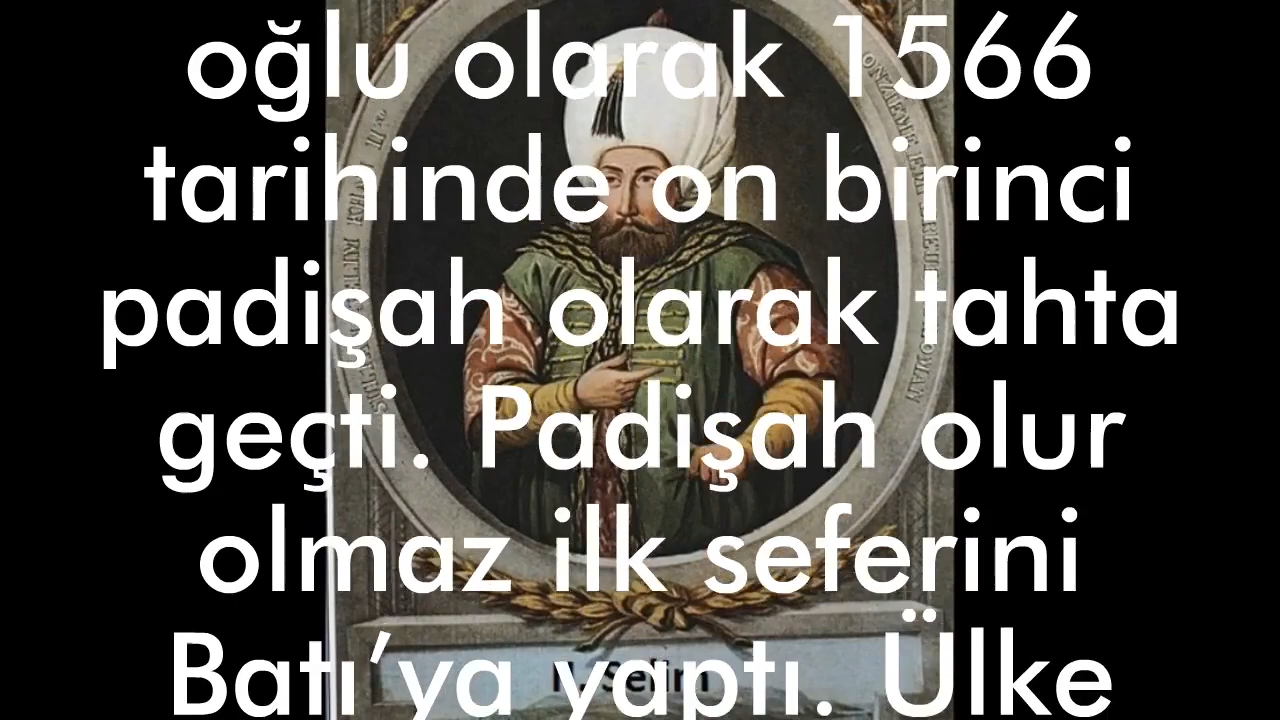 oğlu olarak 1566
tarihinde on birinci
padişah olarak tahta
geçti. Padişah olur
olmaz ilk seferini
Batı’ya yaptı. Ülke
Selim